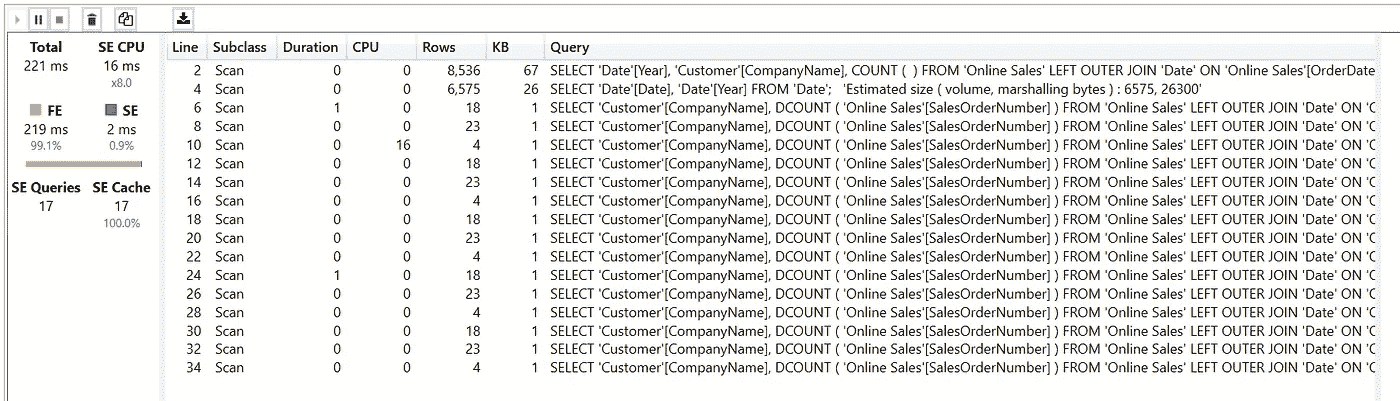 Total SE CPU
221 ms 16 ms
x8.0
FE SE
219 ms 2 ms
99.1% 0.9%
SE Queries SE Cache
17 17
100.0%
Line Subclass Duration CPU Rows KB Query
2 Scan 0 0 8,536 67 SELECT 'Date'[Year], 'Customer'[CompanyName], COUNT ( ) FROM 'Online Sales' LEFT OUTER JOIN 'Date' ON 'Online Sales'[OrderDate
4 Scan 0 0 6,575 26 SELECT 'Date'[Date], 'Date'[Year] FROM 'Date'; 'Estimated size ( volume, marshalling bytes ) : 6575, 26300'
6 Scan 1 0 18 1 SELECT 'Customer'[CompanyName], DCOUNT ( 'Online Sales'[SalesOrderNumber] ) FROM 'Online Sales' LEFT OUTER JOIN 'Date' ON 'C
8 Scan 0 0 23 1 SELECT 'Customer'[CompanyName], DCOUNT ( 'Online Sales'[SalesOrderNumber] ) FROM 'Online Sales' LEFT OUTER JOIN 'Date' ON 'C
10 Scan 0 16 4 1 SELECT 'Customer'[CompanyName], DCOUNT ( 'Online Sales'[SalesOrderNumber] ) FROM 'Online Sales' LEFT OUTER JOIN 'Date' ON 'C
12 Scan 0 0 18 1 SELECT 'Customer'[CompanyName], DCOUNT ( 'Online Sales'[SalesOrderNumber] ) FROM 'Online Sales' LEFT OUTER JOIN 'Date' ON 'C
14 Scan 0 0 23 1 SELECT 'Customer'[CompanyName], DCOUNT ( 'Online Sales'[SalesOrderNumber] ) FROM 'Online Sales' LEFT OUTER JOIN 'Date' ON 'C
16 Scan 0 0 4 1 SELECT 'Customer'[CompanyName], DCOUNT ( 'Online Sales'[SalesOrderNumber] ) FROM 'Online Sales' LEFT OUTER JOIN 'Date' ON 'C
18 Scan 0 0 18 1 SELECT 'Customer'[CompanyName], DCOUNT ( 'Online Sales'[SalesOrderNumber] ) FROM 'Online Sales' LEFT OUTER JOIN 'Date' ON 'C
20 Scan 0 0 23 1 SELECT 'Customer'[CompanyName], DCOUNT ( 'Online Sales'[SalesOrderNumber] ) FROM 'Online Sales' LEFT OUTER JOIN 'Date' ON 'C
22 Scan 0 0 4 1 SELECT 'Customer'[CompanyName], DCOUNT ( 'Online Sales'[SalesOrderNumber] ) FROM 'Online Sales' LEFT OUTER JOIN 'Date' ON 'C
24 Scan 1 0 18 1 SELECT 'Customer'[CompanyName], DCOUNT ( 'Online Sales'[SalesOrderNumber] ) FROM 'Online Sales' LEFT OUTER JOIN 'Date' ON 'C
26 Scan 0 0 23 1 SELECT 'Customer'[CompanyName], DCOUNT ( 'Online Sales'[SalesOrderNumber] ) FROM 'Online Sales' LEFT OUTER JOIN 'Date' ON 'C
28 Scan 0 0 4 1 SELECT 'Customer'[CompanyName], DCOUNT ( 'Online Sales'[SalesOrderNumber] ) FROM 'Online Sales' LEFT OUTER JOIN 'Date' ON 'C
30 Scan 0 0 18 1 SELECT 'Customer'[CompanyName], DCOUNT ( 'Online Sales'[SalesOrderNumber] ) FROM 'Online Sales' LEFT OUTER JOIN 'Date' ON 'C
32 Scan 0 0 23 1 SELECT 'Customer'[CompanyName], DCOUNT ( 'Online Sales'[SalesOrderNumber] ) FROM 'Online Sales' LEFT OUTER JOIN 'Date' ON 'C
34 Scan 0 0 4 1 SELECT 'Customer'[CompanyName], DCOUNT ( 'Online Sales'[SalesOrderNumber] ) FROM 'Online Sales' LEFT OUTER JOIN 'Date' ON 'C